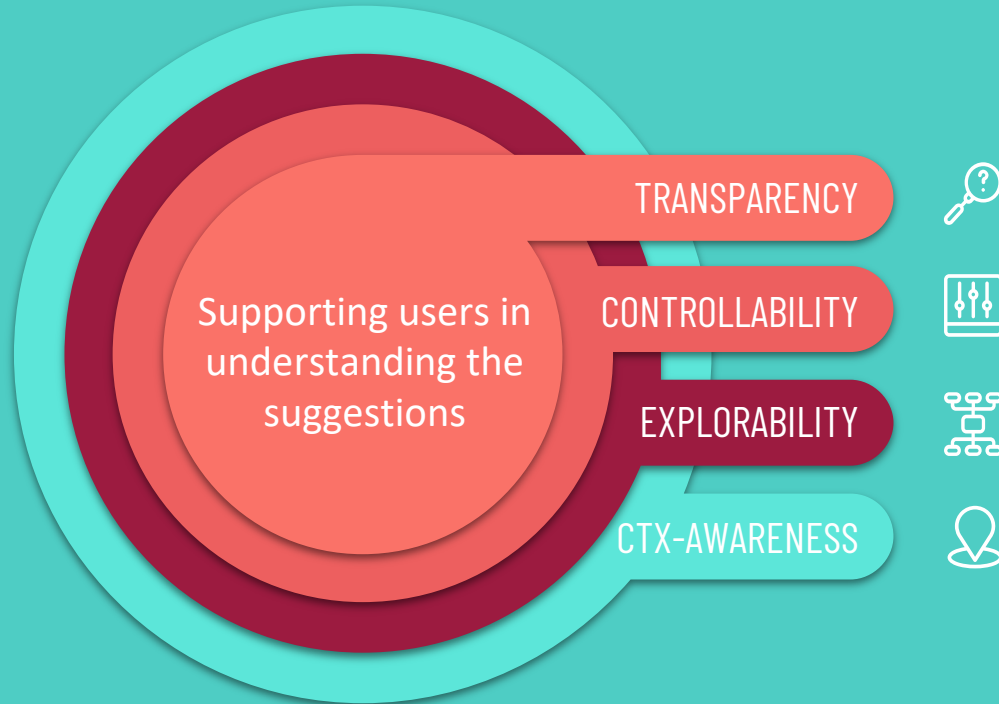 TRANSPARENCY
CONTROLLABILITY
EXPLORABILITY
CTX-AWARENESS
Supporting users in
understanding the
suggestions
?